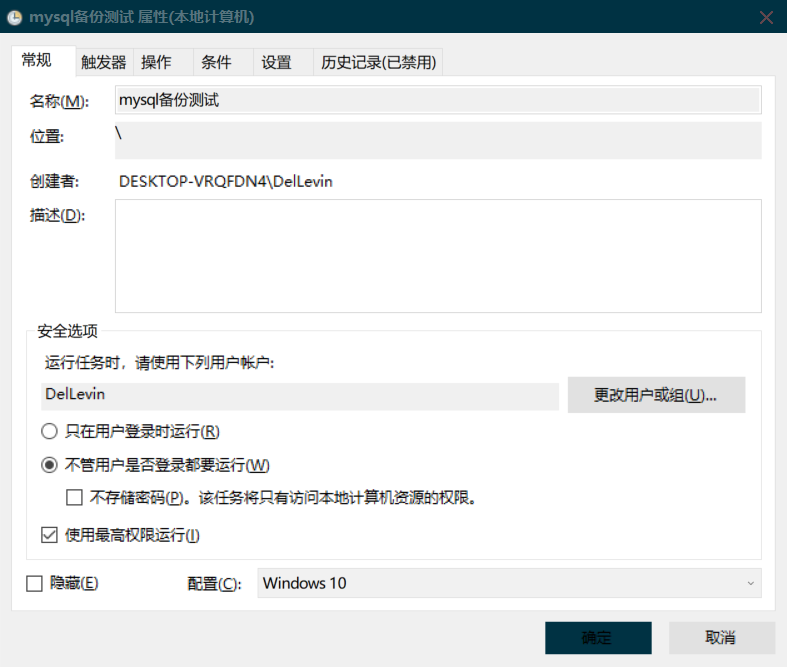 mysql备份测试 属性(本地计算机)
常规 触发器 操作 条件 设置 历史记录(已禁用)
名称(M): mysql备份测试
位置: \
创建者: DESKTOP-VRQFDN4\DelLevin
描述(D):
安全选项
运行任务时，请使用下列用户帐户:
DelLevin 更改用户或组(U)...
只在用户登录时运行(R)
不管用户是否登录都要运行(W)
不存储密码(P)。该任务将只有访问本地计算机资源的权限。
使用最高权限运行(I)
隐藏(E) 配置(C): Windows 10
确定 取消